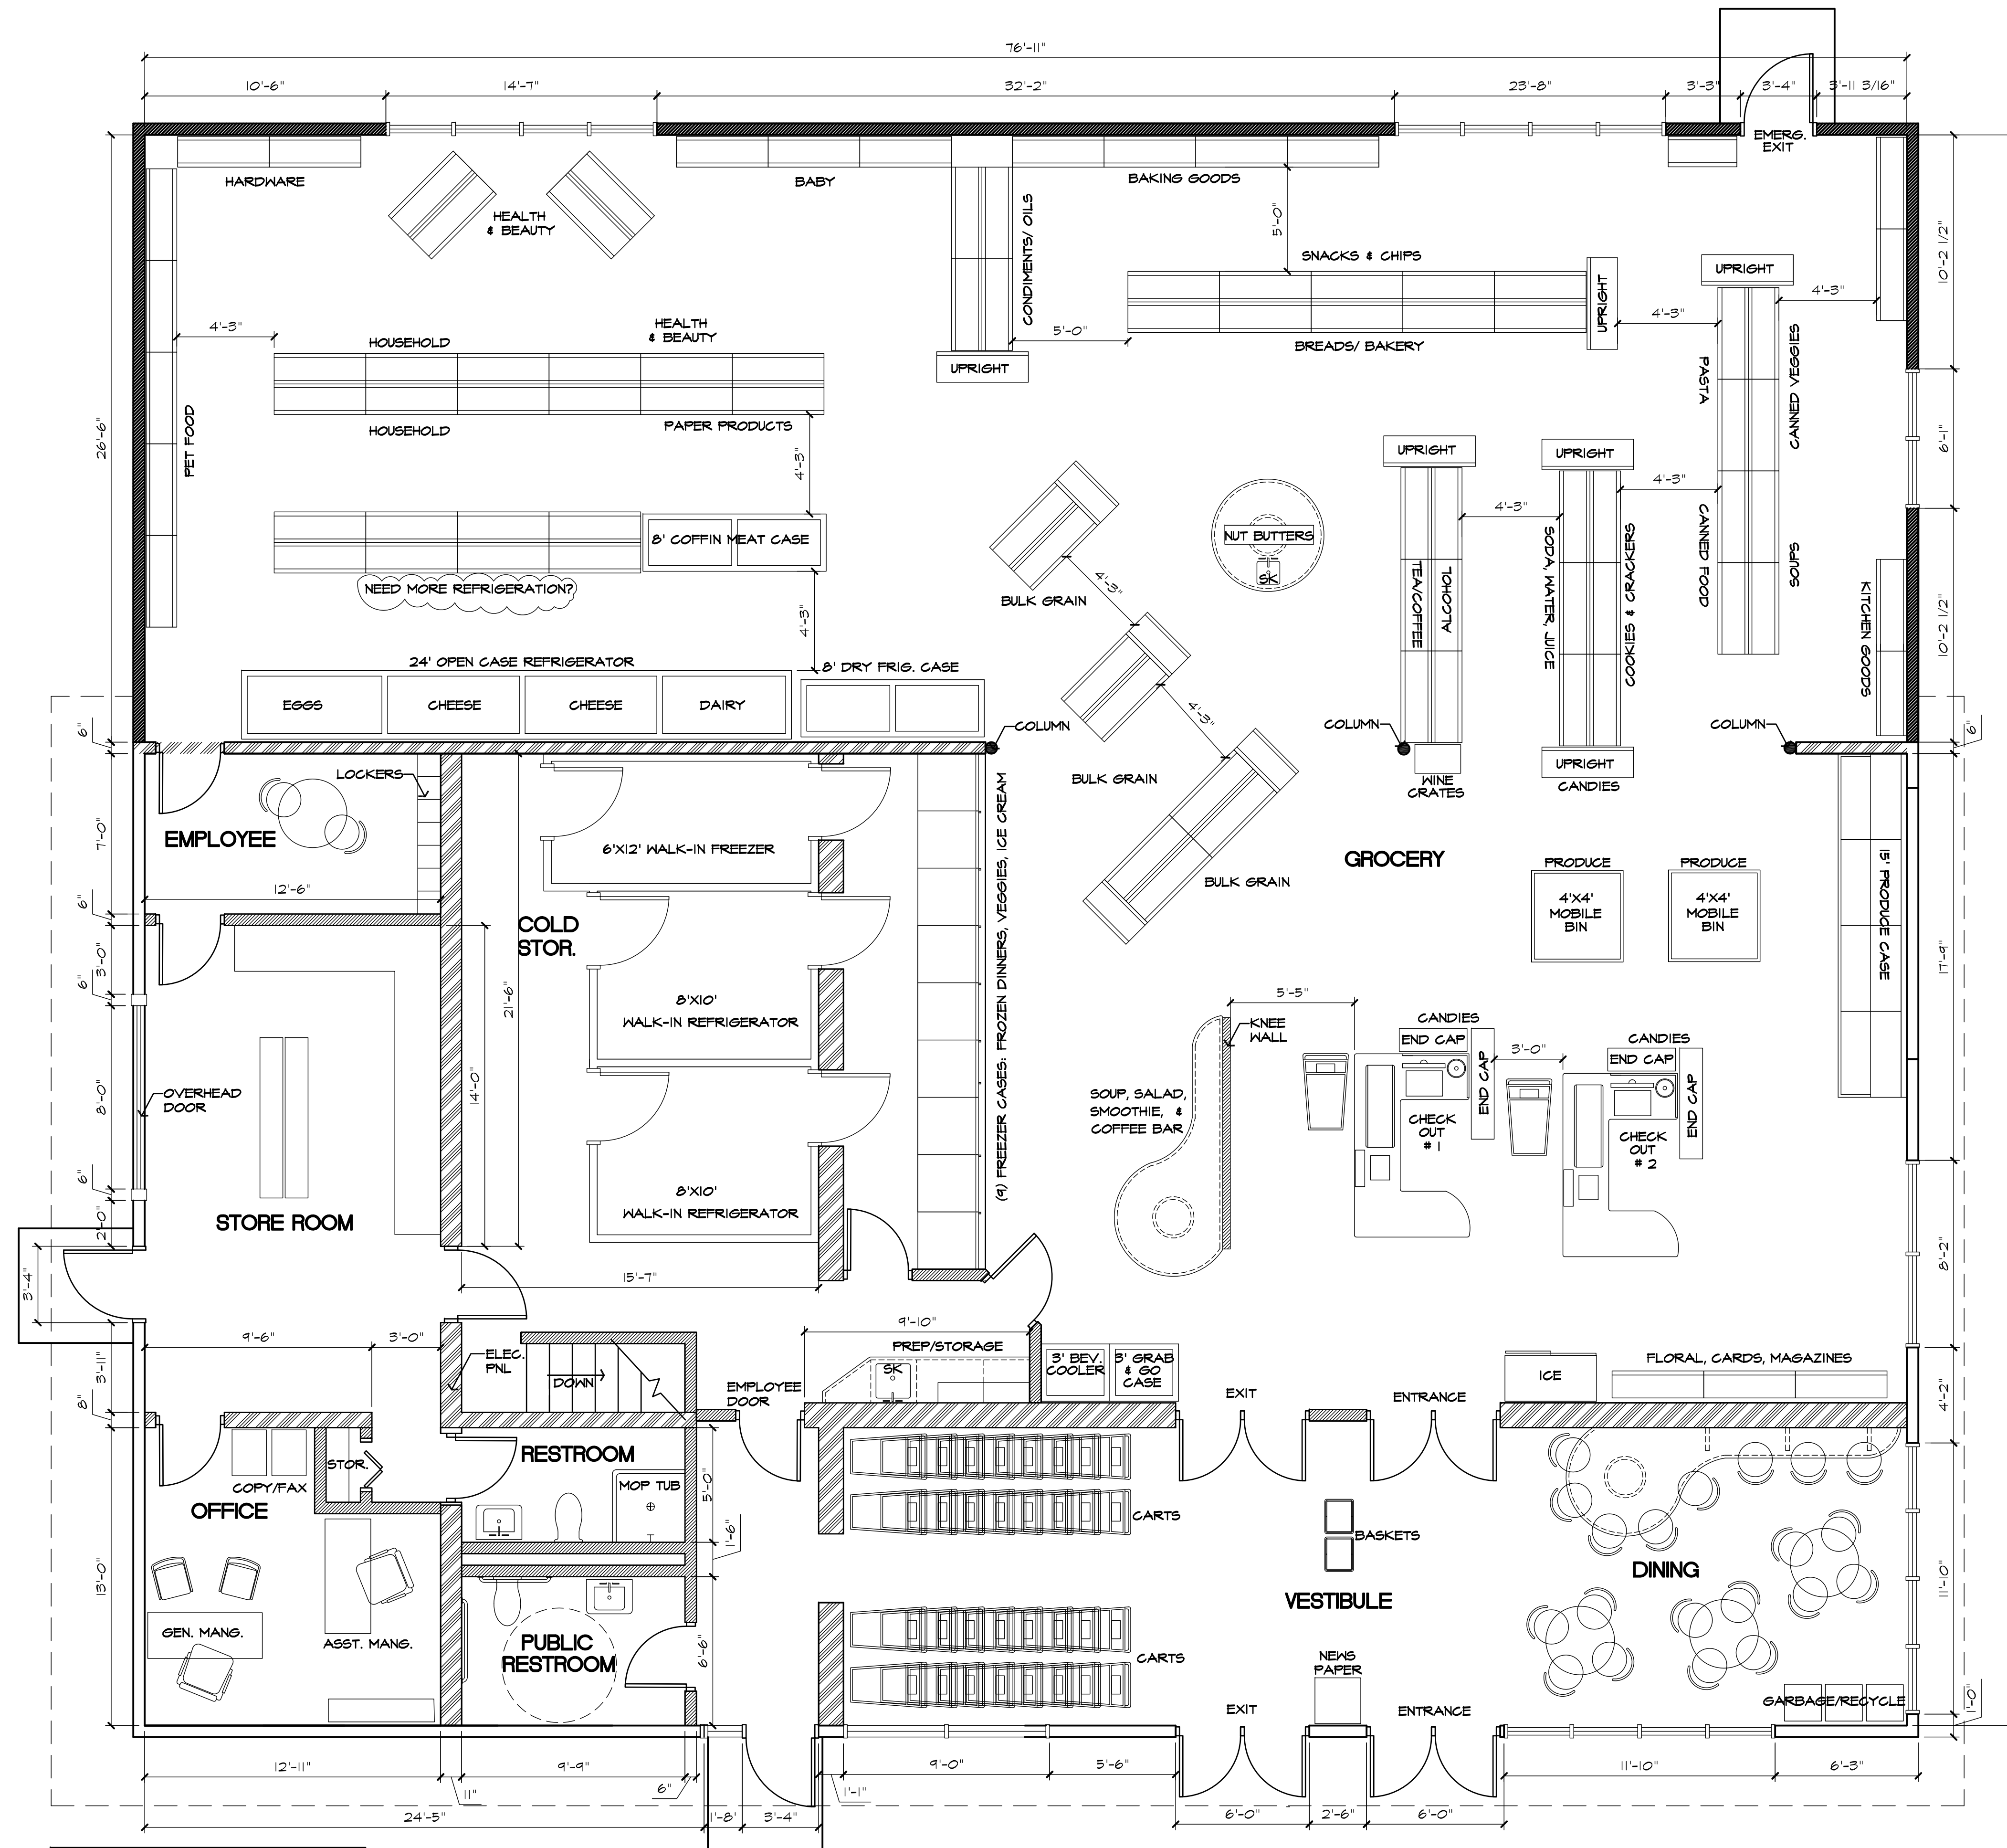 76'-11"
10'-6"
14'-7"
32'-2"
23'-8"
3'-3"
3'-4"
3'-11 3/16"
EMERG.
EXIT
HARDWARE
HEALTH
& BEAUTY
BABY
BAKING GOODS
CONDIMENTS/ OILS
5'-0"
SNACKS & CHIPS
UPRIGHT
UPRIGHT
10'-2 1/2"
4'-3"
4'-3"
4'-3"
HOUSEHOLD
HEALTH
& BEAUTY
5'-0"
BREADS/ BAKERY
UPRIGHT
PASTA
CANNED VEGGIES
26'-6"
PET FOOD
HOUSEHOLD
PAPER PRODUCTS
4'-3"
6'-1"
UPRIGHT
UPRIGHT
4'-3"
4'-3"
8' COFFIN MEAT CASE
NEED MORE REFRIGERATION?
4'-3"
BULK GRAIN
4'-3"
NUT BUTTERS
SK
TEA/COFFEE
ALCOHOL
SODA, WATER, JUICE
COOKIES & CRACKERS
CANNED FOOD
SOUPS
KITCHEN GOODS
10'-2 1/2"
24' OPEN CASE REFRIGERATOR
8' DRY FRIG. CASE
EGGS
CHEESE
CHEESE
DAIRY
4'-3"
6"
COLUMN
COLUMN
COLUMN
6"
BULK GRAIN
WINE
CRATES
UPRIGHT
CANDIES
LOCKERS
EMPLOYEE
7'-0"
12'-6"
6"
6'X12' WALK-IN FREEZER
COLD
STOR.
(9) FREEZER CASES: FROZEN DINNERS, VEGGIES, ICE CREAM
BULK GRAIN
GROCERY
PRODUCE
4'X4'
MOBILE
BIN
PRODUCE
4'X4'
MOBILE
BIN
15' PRODUCE CASE
17'-9"
3'-0"
6"
21'-6"
14'-0"
8'X10'
WALK-IN REFRIGERATOR
5'-5"
KNEE
WALL
CANDIES
END CAP
END CAP
3'-0"
CANDIES
END CAP
END CAP
OVERHEAD
DOOR
8'-0"
SOUP, SALAD,
SMOOTHIE, &
COFFEE BAR
CHECK
OUT
# 1
CHECK
OUT
# 2
6"
8'X10'
WALK-IN REFRIGERATOR
STORE ROOM
2'-0"
3'-4"
15'-7"
8'-2"
9'-6"
3'-0"
9'-10"
PREP/STORAGE
SK
3'-11"
8"
ELEC.
PNL
DOWN
EMPLOYEE
DOOR
3' BEV.
COOLER
3' GRAB
& GO
CASE
EXIT
ENTRANCE
ICE
FLORAL, CARDS, MAGAZINES
4'-2"
STOR.
COPY/FAX
OFFICE
RESTROOM
MOP TUB
5'-0"
1'-6"
CARTS
BASKETS
DINING
VESTIBULE
11'-10"
13'-0"
GEN. MANG.
ASST. MANG.
PUBLIC
RESTROOM
6'-6"
CARTS
NEWS
PAPER
EXIT
ENTRANCE
GARBAGE/RECYCLE
1'-0"
12'-11"
11"
9'-9"
6"
1'-1"
9'-0"
5'-6"
11'-10"
6'-3"
24'-5"
1'-8'
3'-4"
6'-0"
2'-6"
6'-0"